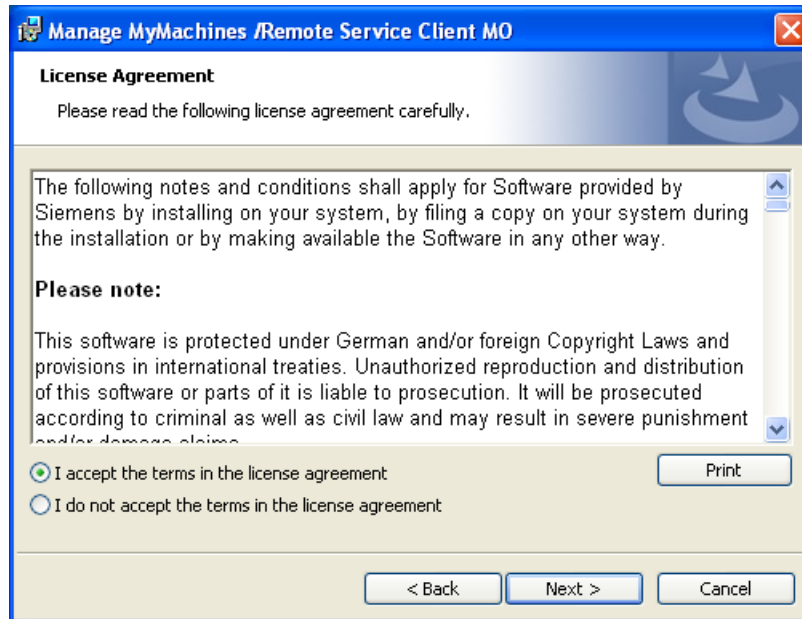 Manage MyMachines /Remote Service Client MO
License Agreement
Please read the following license agreement carefully.
The following notes and conditions shall apply for Software provided by
Siemens by installing on your system, by filing a copy on your system during
the installation or by making available the Software in any other way.
Please note:
This software is protected under German and/or foreign Copyright Laws and
provisions in international treaties. Unauthorized reproduction and distribution
of this software or parts of it is liable to prosecution. It will be prosecuted
according to criminal as well as civil law and may result in severe punishment
and/or damage claims.
I accept the terms in the license agreement
Print
I do not accept the terms in the license agreement
< Back
Next >
Cancel